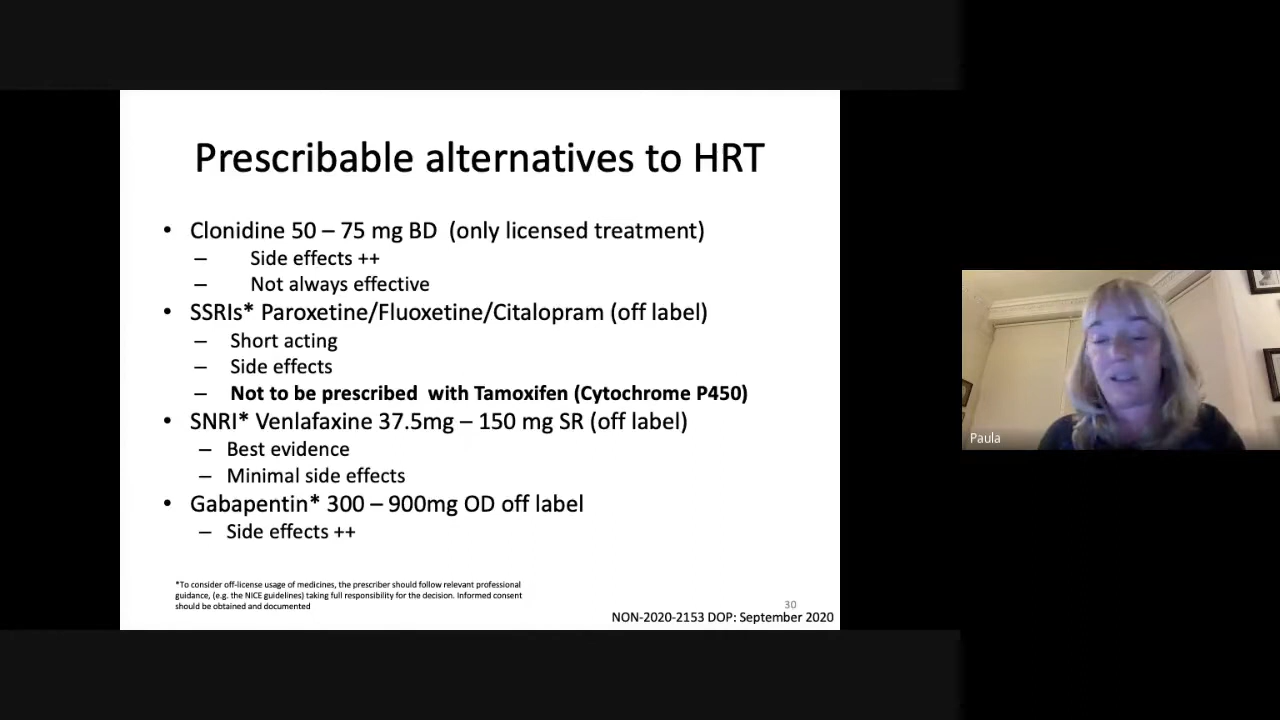 Prescribable alternatives to HRT
• Clonidine 50 – 75 mg BD (only licensed treatment)
– Side effects ++
– Not always effective
• SSRIs* Paroxetine/Fluoxetine/Citalopram (off label)
– Short acting
– Side effects
– Not to be prescribed with Tamoxifen (Cytochrome P450)
• SNRI* Venlafaxine 37.5mg – 150 mg SR (off label)
– Best evidence
– Minimal side effects
• Gabapentin* 300 – 900mg OD off label
– Side effects ++
*To consider off-license usage of medicines, the prescriber should follow relevant professional
guidance, (e.g. the NICE guidelines) taking full responsibility for the decision. Informed consent
should be obtained and documented
30
NON-2020-2153 DOP: September 2020
Paula